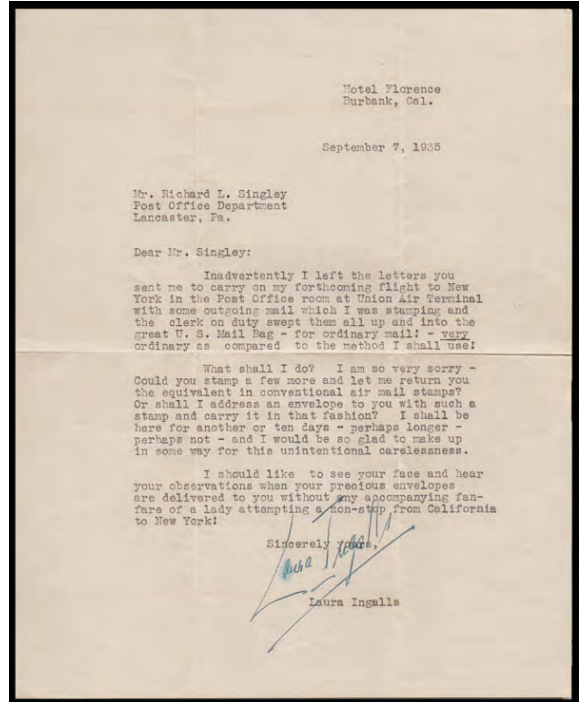 Hotel Florence
Burbank, Cal.
September 7, 1935
Mr. Richard L. Singley
Post Office Department
Lancaster, Pa.
Dear Mr. Singley:
Inadvertently I left the letters you
sent me to carry on my forthcoming flight to New
York in the Post Office room at Union Air Terminal
with some outgoing mail which I was stamping and
the clerk on duty swept them all up and into the
great U. S. Mail Bag - for ordinary mail! - very
ordinary as compared to the method I shall use!
What shall I do? I am so very sorry -
Could you stamp a few more and let me return you
the equivalent in conventional air mail stamps?
Or shall I address an envelope to you with such a
stamp and carry it in that fashion? I shall be
here for another or ten days - perhaps longer -
perhaps not - and I would be so glad to make up
in some way for this unintentional carelessness.
I should like to see your face and hear
your observations when your precious envelopes
are delivered to you without any accompanying fan-
fare of a lady attempting a non-stop from California
to New York!
Sincerely yours,
Laura Ingalls
Laura Ingalls